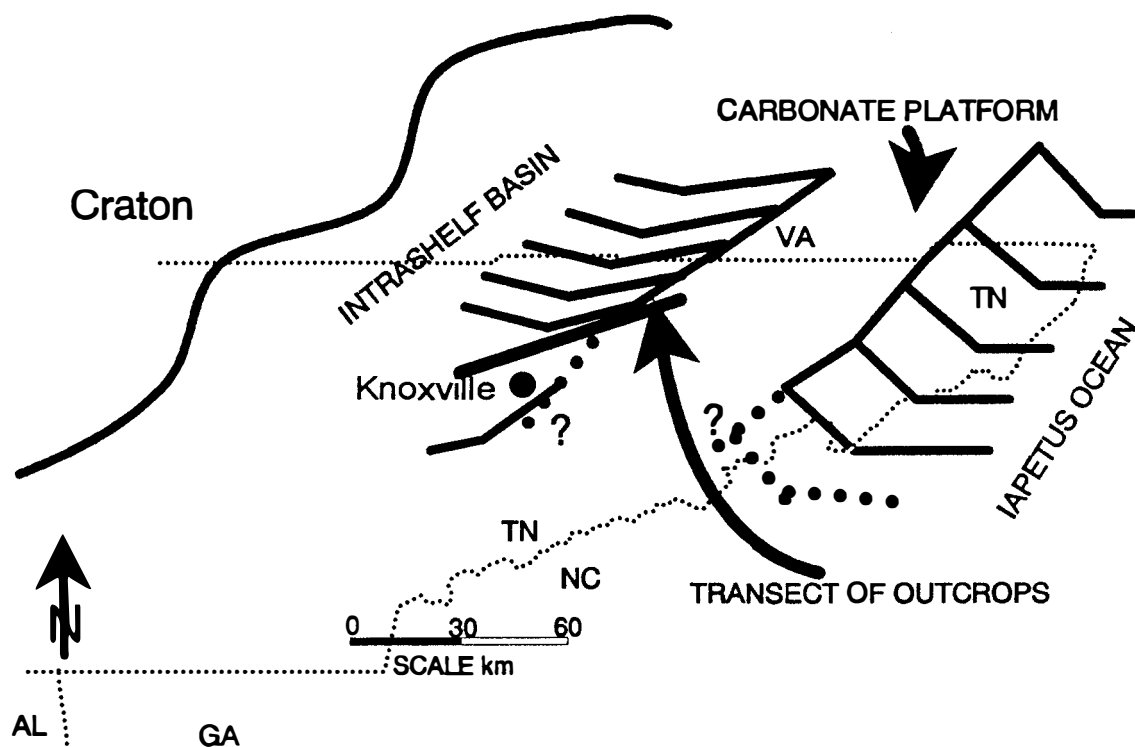 CARBONATE PLATFORM
Craton
INTRASHELF BASIN
VA
TN
Knoxville
?
?
IAPETUS OCEAN
TN
NC
TRANSECT OF OUTCROPS
N
0 30 60
SCALE km
AL
GA